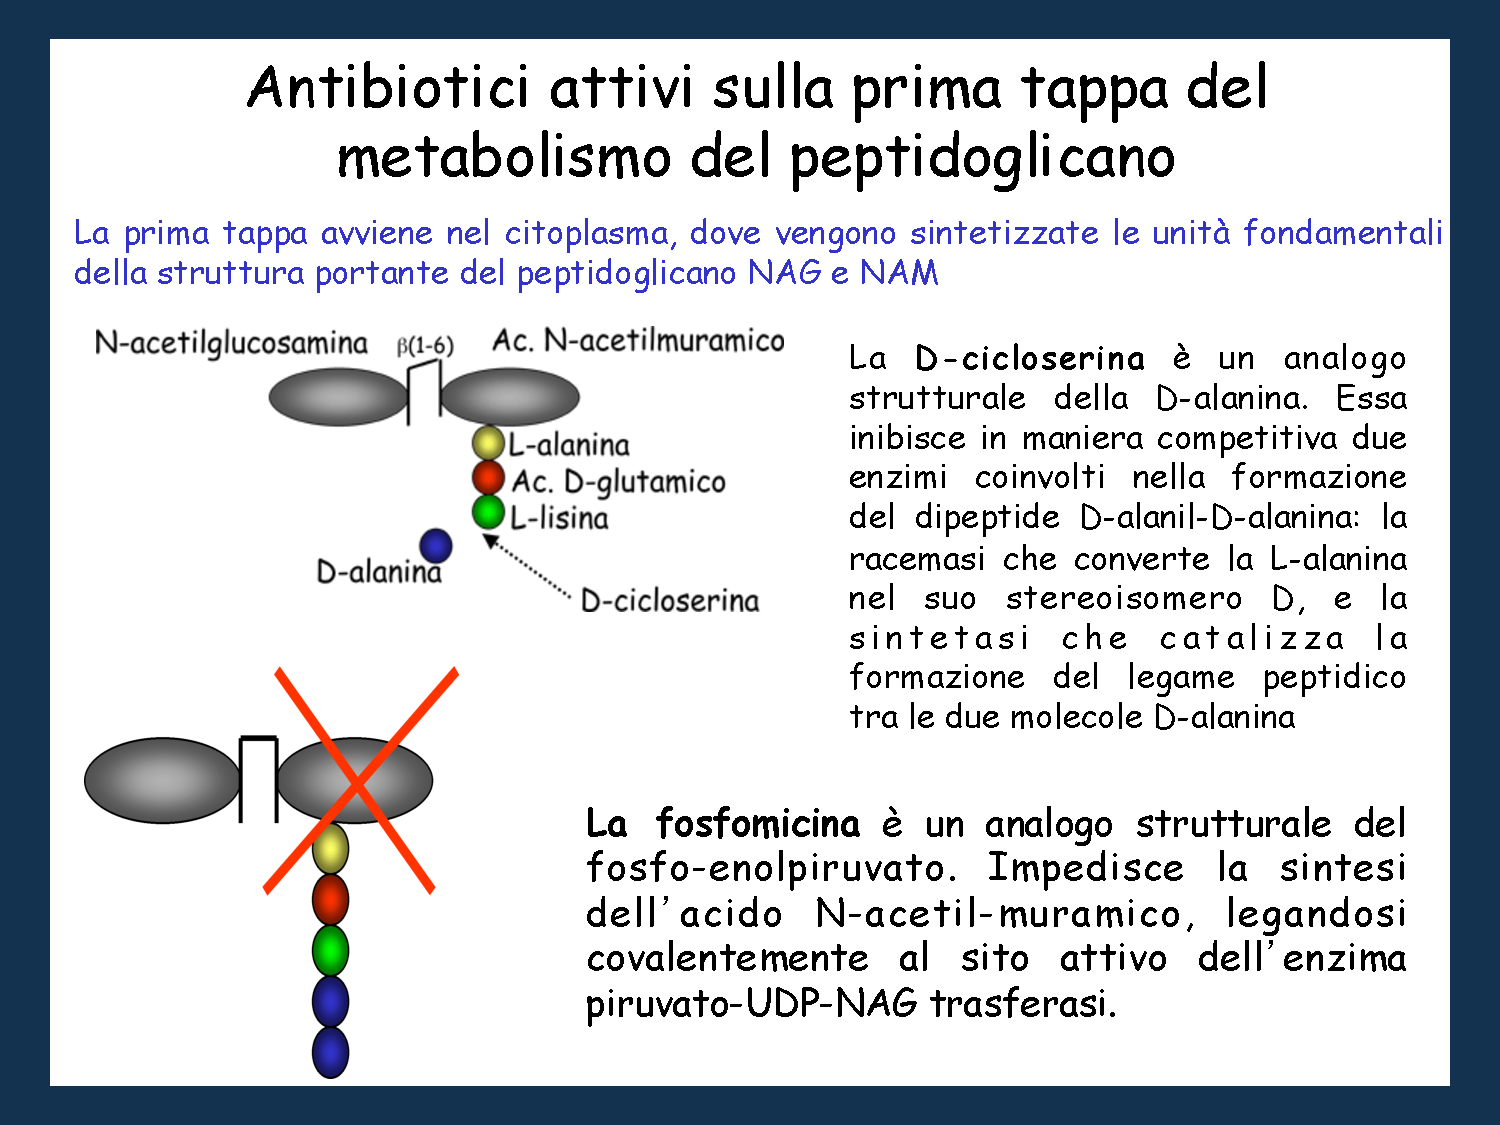 Antibiotici attivi sulla prima tappa del
metabolismo del peptidoglicano
La prima tappa avviene nel citoplasma, dove vengono sintetizzate le unità fondamentali
della struttura portante del peptidoglicano NAG e NAM
N-acetilglucosamina β(1-6) Ac. N-acetilmuramico
L-alanina
Ac. D-glutamico
L-lisina
D-alanina
D-cicloserina
La D-cicloserina è un analogo
strutturale della D-alanina. Essa
inibisce in maniera competitiva due
enzimi coinvolti nella formazione
del dipeptide D-alanil-D-alanina: la
racemasi che converte la L-alanina
nel suo stereoisomero D, e la
sintetasi che catalizza la
formazione del legame peptidico
tra le due molecole D-alanina
La fosfomicina è un analogo strutturale del
fosfo-enolpiruvato. Impedisce la sintesi
dell’acido N-acetil-muramico, legandosi
covalentemente al sito attivo dell’enzima
piruvato-UDP-NAG trasferasi.